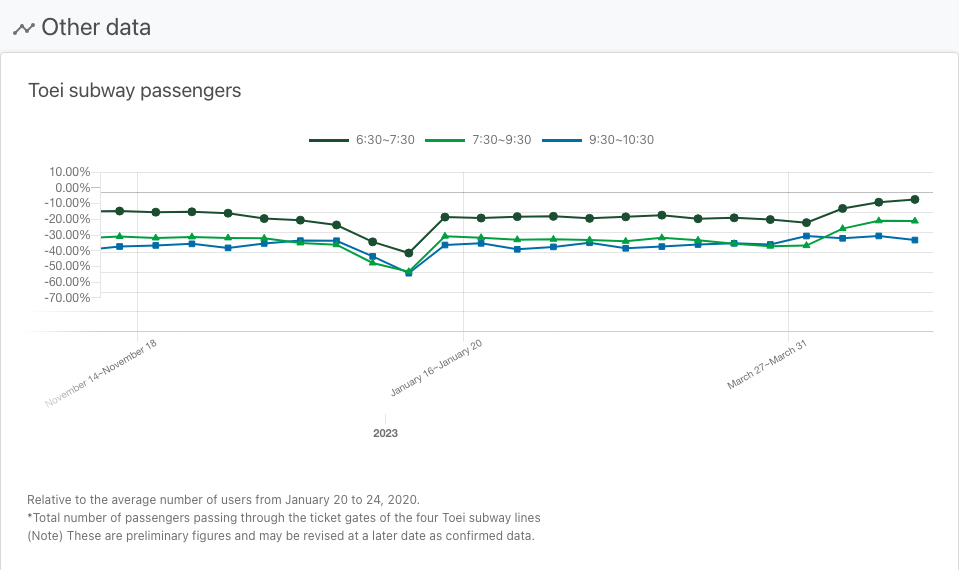 Other data
Toei subway passengers
6:30~7:30 7:30~9:30 9:30~10:30
10.00%
0.00%
-10.00%
-20.00%
-30.00%
-40.00%
-50.00%
-60.00%
-70.00%
November 14~November 18
January 16~January 20
March 27~March 31
2023
Relative to the average number of users from January 20 to 24, 2020.
*Total number of passengers passing through the ticket gates of the four Toei subway lines
(Note) These are preliminary figures and may be revised at a later date as confirmed data.